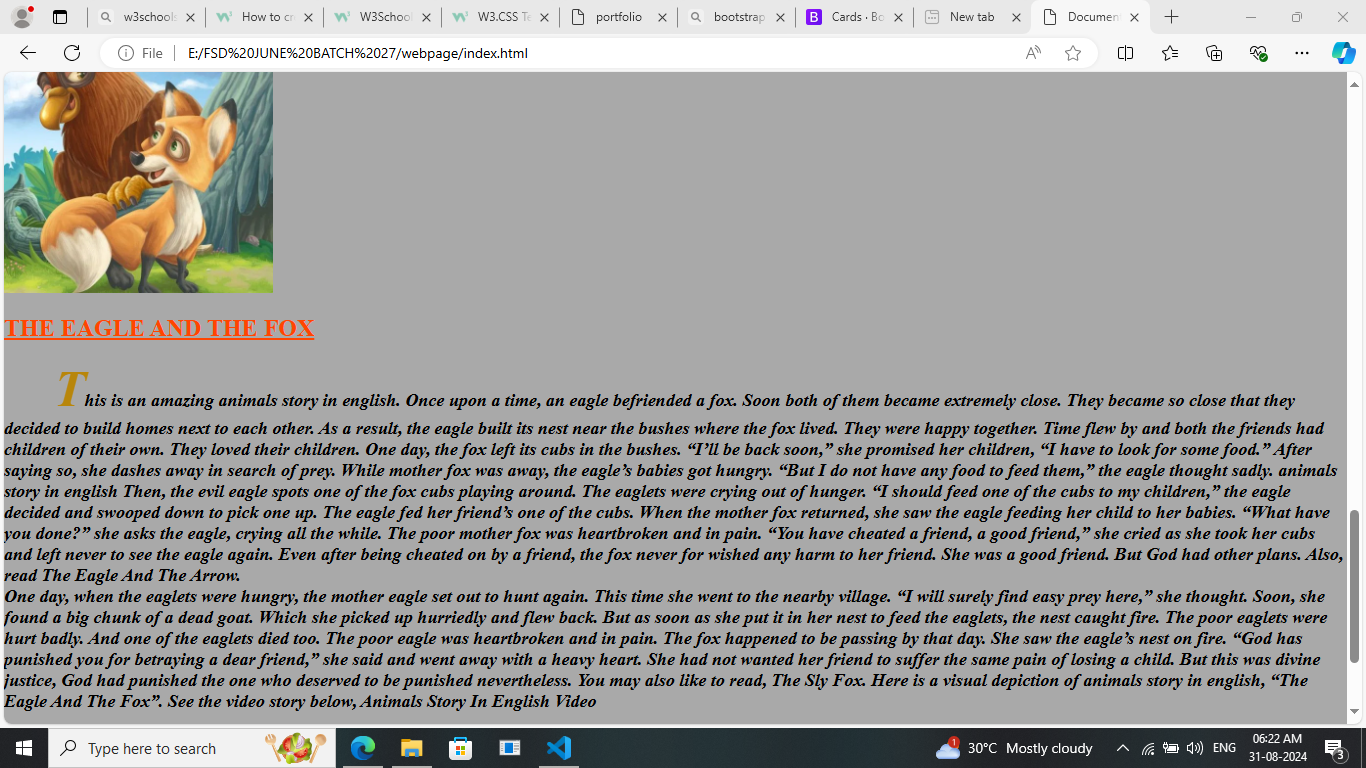 w3schools
How to cr
W3School
W3.CSS Te
portfolio
bootstrap
Cards · Bo
New tab
Document
File
E:/FSD%20JUNE%20BATCH%2027/webpage/index.html
THE EAGLE AND THE FOX
This is an amazing animals story in english. Once upon a time, an eagle befriended a fox. Soon both of them became extremely close. They became so close that they
decided to build homes next to each other. As a result, the eagle built its nest near the bushes where the fox lived. They were happy together. Time flew by and both the friends had
children of their own. They loved their children. One day, the fox left its cubs in the bushes. “I’ll be back soon,” she promised her children, “I have to look for some food.” After
saying so, she dashes away in search of prey. While mother fox was away, the eagle’s babies got hungry. “But I do not have any food to feed them,” the eagle thought sadly. animals
story in english Then, the evil eagle spots one of the fox cubs playing around. The eaglets were crying out of hunger. “I should feed one of the cubs to my children,” the eagle
decided and swooped down to pick one up. The eagle fed her friend’s one of the cubs. When the mother fox returned, she saw the eagle feeding her child to her babies. “What have
you done?” she asks the eagle, crying all the while. The poor mother fox was heartbroken and in pain. “You have cheated a friend, a good friend,” she cried as she took her cubs
and left never to see the eagle again. Even after being cheated on by a friend, the fox never for wished any harm to her friend. She was a good friend. But God had other plans. Also,
read The Eagle And The Arrow.
One day, when the eaglets were hungry, the mother eagle set out to hunt again. This time she went to the nearby village. “I will surely find easy prey here,” she thought. Soon, she
found a big chunk of a dead goat. Which she picked up hurriedly and flew back. But as soon as she put it in her nest to feed the eaglets, the nest caught fire. The poor eaglets were
hurt badly. And one of the eaglets died too. The poor eagle was heartbroken and in pain. The fox happened to be passing by that day. She saw the eagle’s nest on fire. “God has
punished you for betraying a dear friend,” she said and went away with a heavy heart. She had not wanted her friend to suffer the same pain of losing a child. But this was divine
justice, God had punished the one who deserved to be punished nevertheless. You may also like to read, The Sly Fox. Here is a visual depiction of animals story in english, “The
Eagle And The Fox”. See the video story below, Animals Story In English Video
Type here to search
1
30°C Mostly cloudy
ENG
06:22 AM
31-08-2024
3